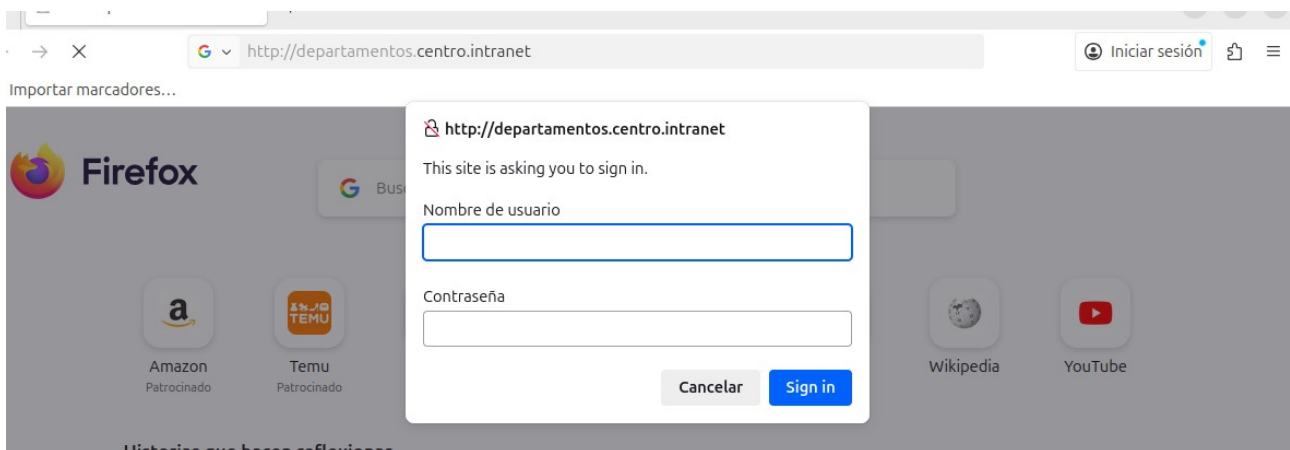 http://departamentos.centro.intranet
Iniciar sesión
Importar marcadores…
http://departamentos.centro.intranet
This site is asking you to sign in.
Firefox
Nombre de usuario
Contraseña
a
TEMU
Amazon
Temu
Wikipedia
YouTube
Patrocinado
Patrocinado
Cancelar
Sign in